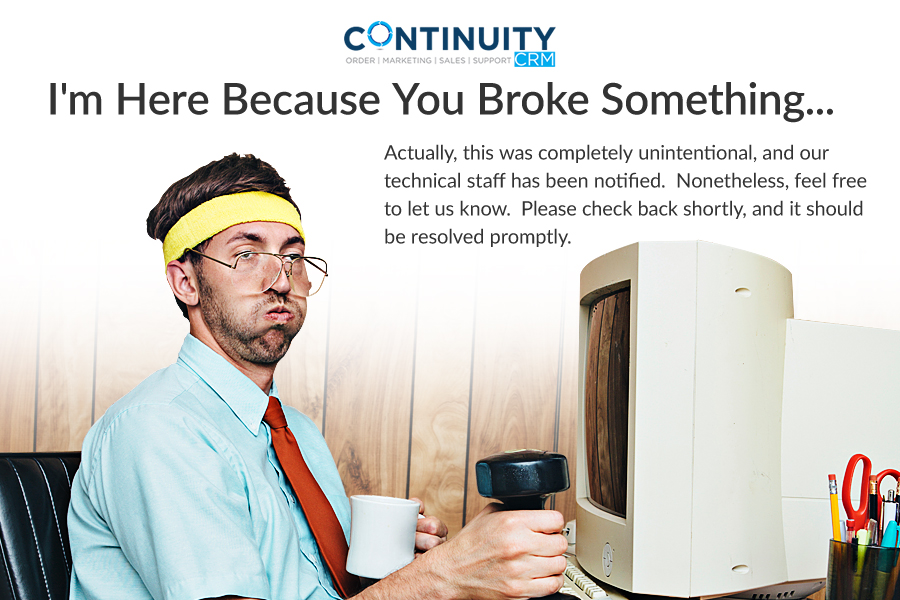 CONTINUITY
ORDER | MARKETING | SALES | SUPPORT CRM
I'm Here Because You Broke Something...
Actually, this was completely unintentional, and our
technical staff has been notified.  Nonetheless, feel free
to let us know.  Please check back shortly, and it should
be resolved promptly.